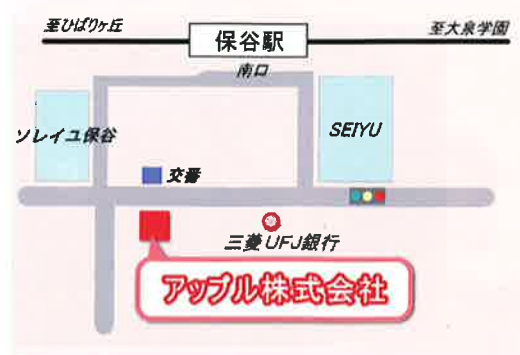 至ひばりヶ丘
保谷駅
至大泉学園
南口
ソレイユ保谷
SEIYU
交番
三菱UFJ銀行
アップル株式会社